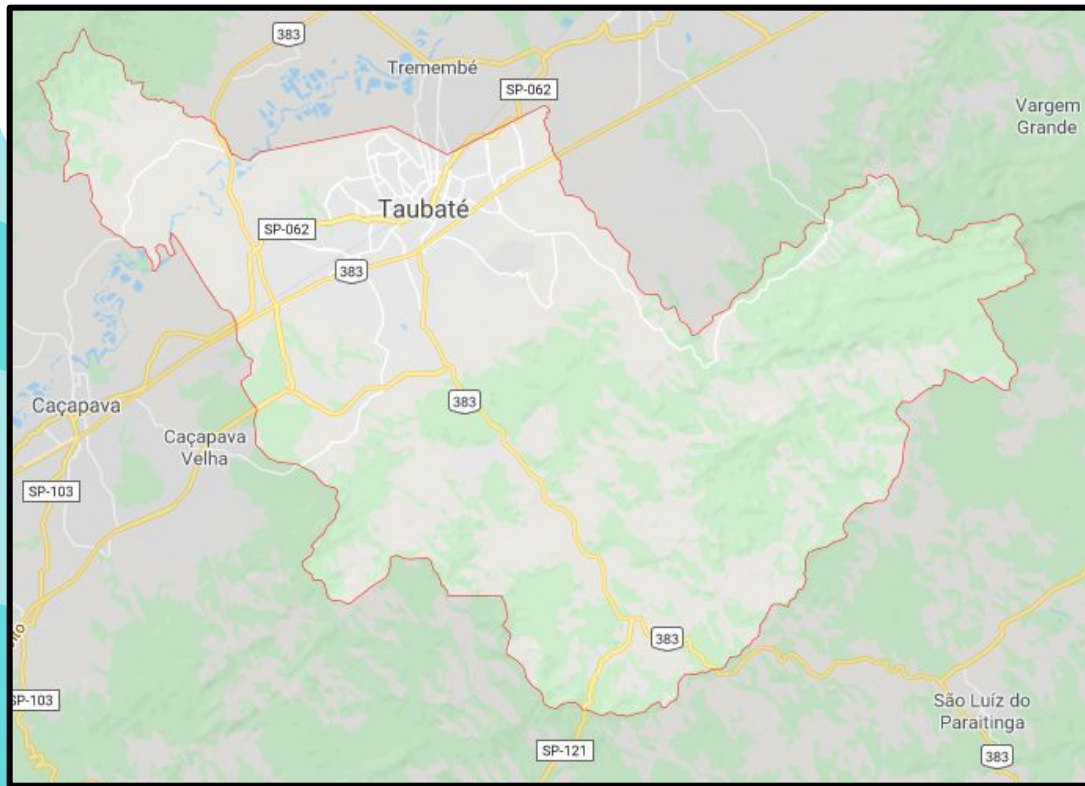 383
Tremembé
SP-062
Vargem
Grande
Taubaté
SP-062
383
Caçapava
383
Caçapava
Velha
SP-103
383
SP-103
São Luíz do
Paraitinga
SP-121
383